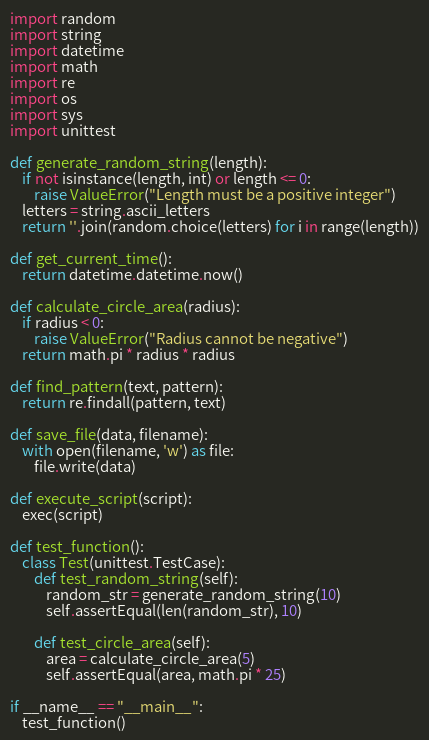 import random
import string
import datetime
import math
import re
import os
import sys
import unittest

def generate_random_string(length):
    if not isinstance(length, int) or length <= 0:
        raise ValueError("Length must be a positive integer")
    letters = string.ascii_letters
    return ''.join(random.choice(letters) for i in range(length))

def get_current_time():
    return datetime.datetime.now()

def calculate_circle_area(radius):
    if radius < 0:
        raise ValueError("Radius cannot be negative")
    return math.pi * radius * radius

def find_pattern(text, pattern):
    return re.findall(pattern, text)

def save_file(data, filename):
    with open(filename, 'w') as file:
        file.write(data)

def execute_script(script):
    exec(script)

def test_function():
    class Test(unittest.TestCase):
        def test_random_string(self):
            random_str = generate_random_string(10)
            self.assertEqual(len(random_str), 10)

        def test_circle_area(self):
            area = calculate_circle_area(5)
            self.assertEqual(area, math.pi * 25)

if __name__ == "__main__":
    test_function()